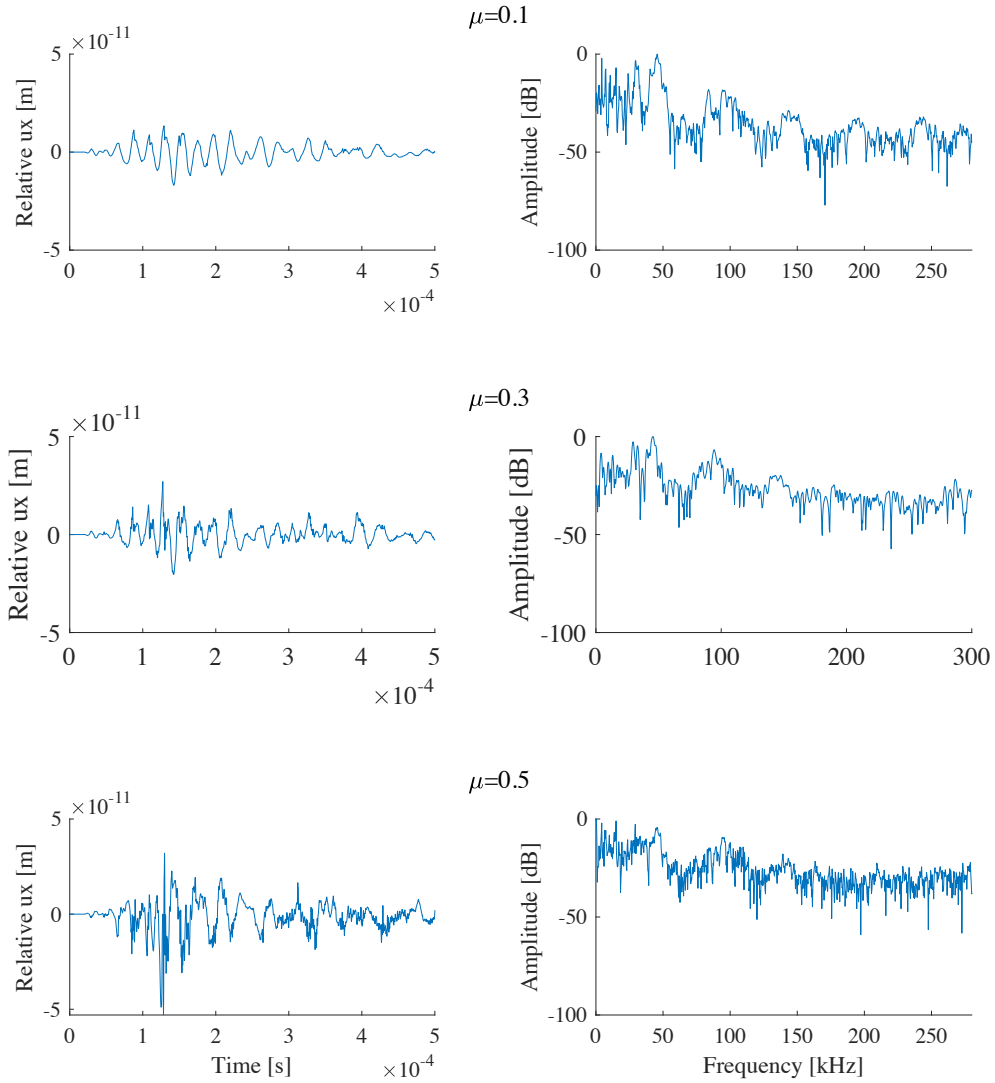 μ=0.1
×10⁻¹¹
Relative ux [m]
5
0
-5
0 1 2 3 4 5
×10⁻⁴
Amplitude [dB]
0
-50
-100
0 50 100 150 200 250
μ=0.3
×10⁻¹¹
Relative ux [m]
5
0
-5
0 1 2 3 4 5
×10⁻⁴
Amplitude [dB]
0
-50
-100
0 100 200 300
μ=0.5
×10⁻¹¹
Relative ux [m]
5
0
-5
0 1 2 3 4 5
Time [s]
×10⁻⁴
Amplitude [dB]
0
-50
-100
0 50 100 150 200 250
Frequency [kHz]